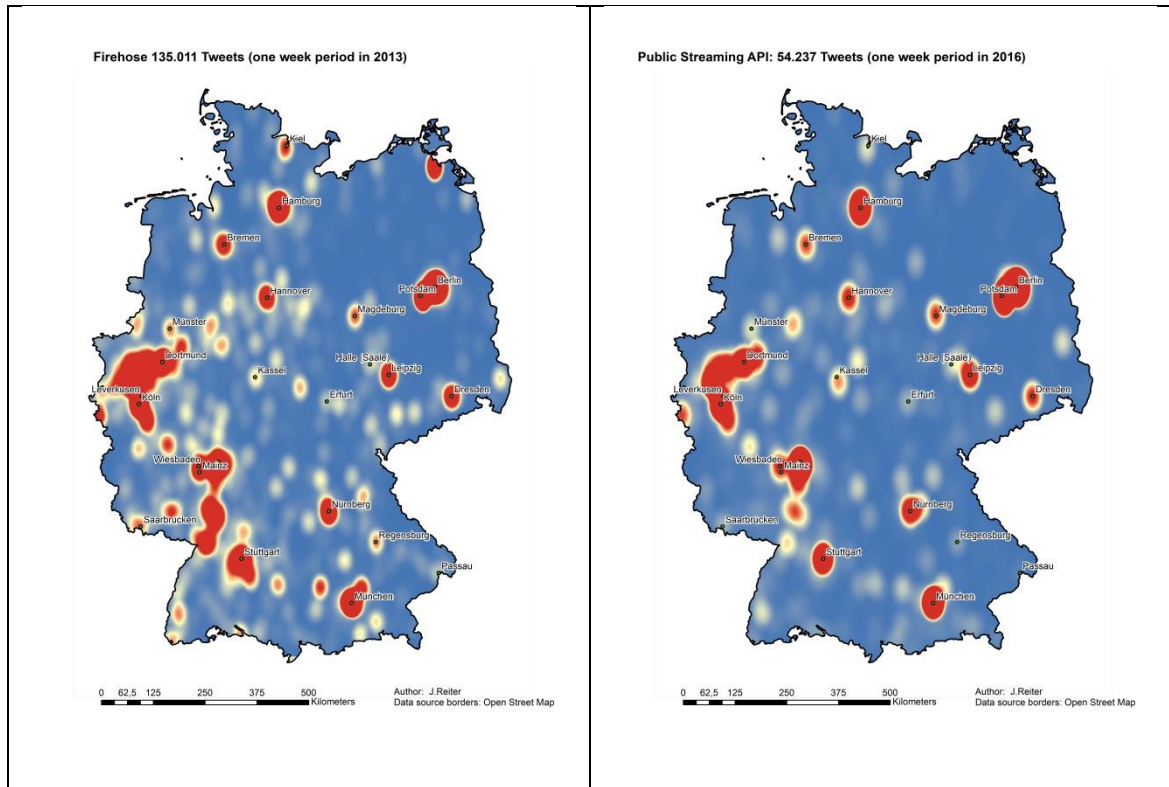 Firehose 135.011 Tweets (one week period in 2013)
Kiel
Hamburg
Bremen
Hannover
Berlin
Potsdam
Magdeburg
Münster
Dortmund
Halle (Saale)
Leipzig
Kassel
Leverkusen
Köln
Erfurt
Dresden
Wiesbaden
Mainz
Saarbrücken
Nürnberg
Regensburg
Stuttgart
Passau
München
0 62,5 125 250 375 500
Kilometers
Author: J.Reiter
Data source borders: Open Street Map
Public Streaming API: 54.237 Tweets (one week period in 2016)
Kiel
Hamburg
Bremen
Hannover
Berlin
Potsdam
Magdeburg
Münster
Dortmund
Halle (Saale)
Leipzig
Kassel
Leverkusen
Köln
Erfurt
Dresden
Wiesbaden
Mainz
Saarbrücken
Nürnberg
Regensburg
Stuttgart
Passau
München
0 62,5 125 250 375 500
Kilometers
Author: J.Reiter
Data source borders: Open Street Map